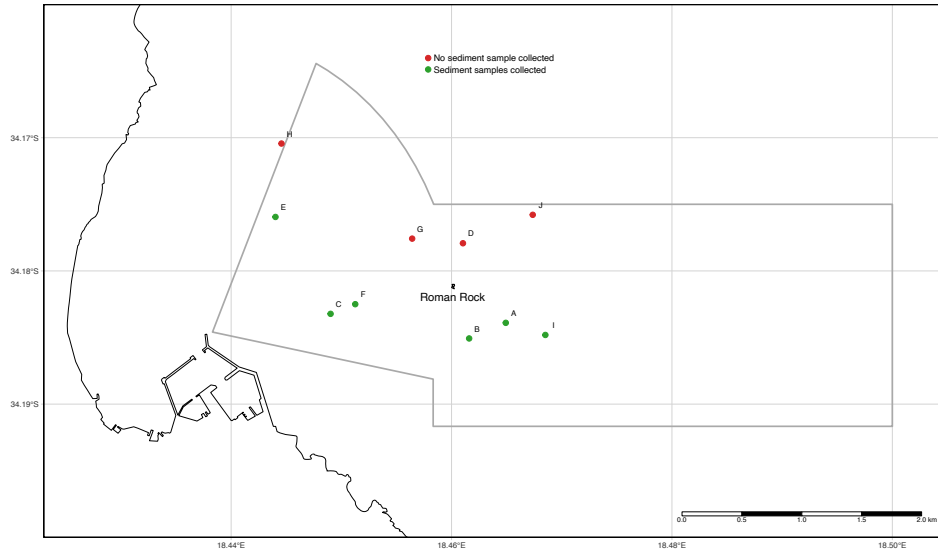 No sediment sample collected
Sediment samples collected
34.17°S
H
E
J
G
D
34.18°S
Roman Rock
F
C
A
B
I
34.19°S
0.0 0.5 1.0 1.5 2.0 km
18.44°E 18.46°E 18.48°E 18.50°E